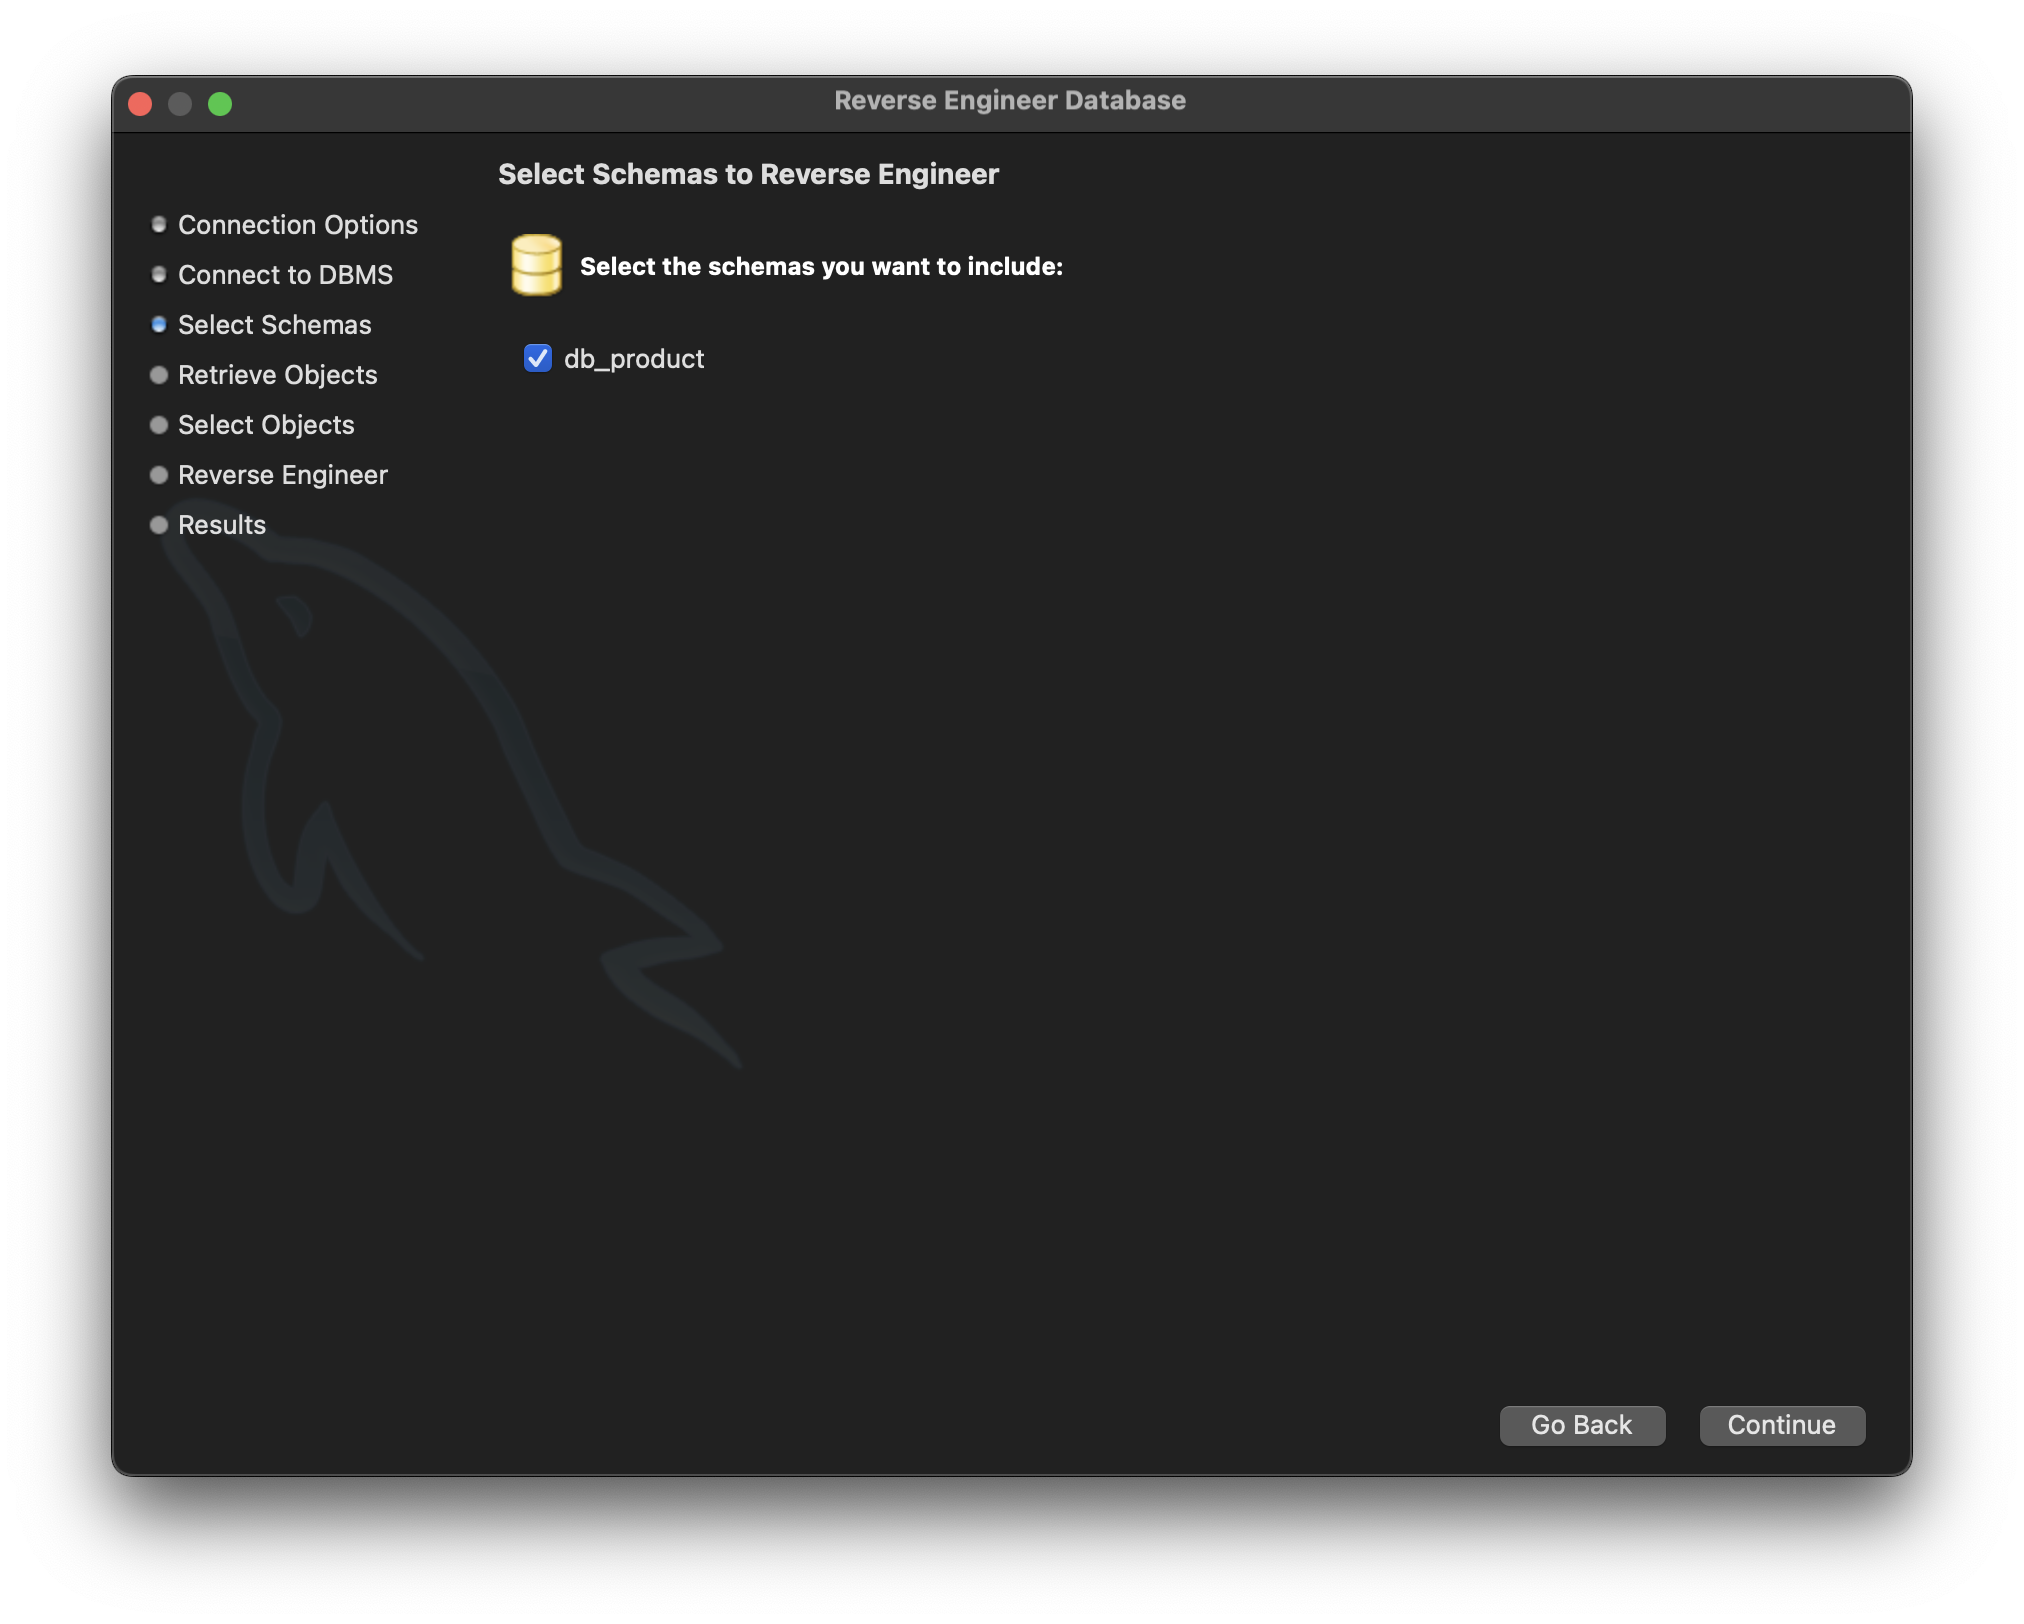 Reverse Engineer Database
Select Schemas to Reverse Engineer
Connection Options
Connect to DBMS
Select Schemas
Retrieve Objects
Select Objects
Reverse Engineer
Results
Select the schemas you want to include:
db_product
Go Back
Continue